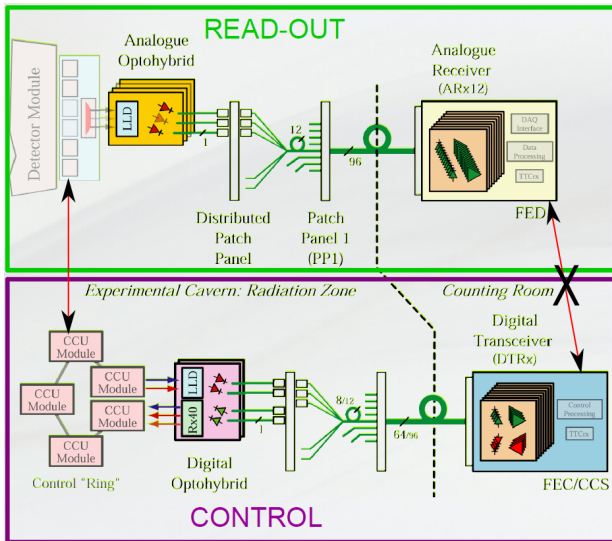 READ-OUT
Analogue
Optohybrid
Detector Module
LLD
1
12
96
Analogue
Receiver
(ARx12)
DAQ
Interface
Data
Processing
TTCrx
FED
Distributed
Patch
Panel
Patch
Panel 1
(PP1)
Experimental Cavern: Radiation Zone
Counting Room
X
CCU
Module
CCU
Module
CCU
Module
CCU
Module
CCU
Module
Control "Ring"
LLD
Rx40
1
Digital
Optohybrid
8/12
64/96
Digital
Transceiver
(DTRx)
Control
Processing
TTCrx
FEC/CCS
CONTROL